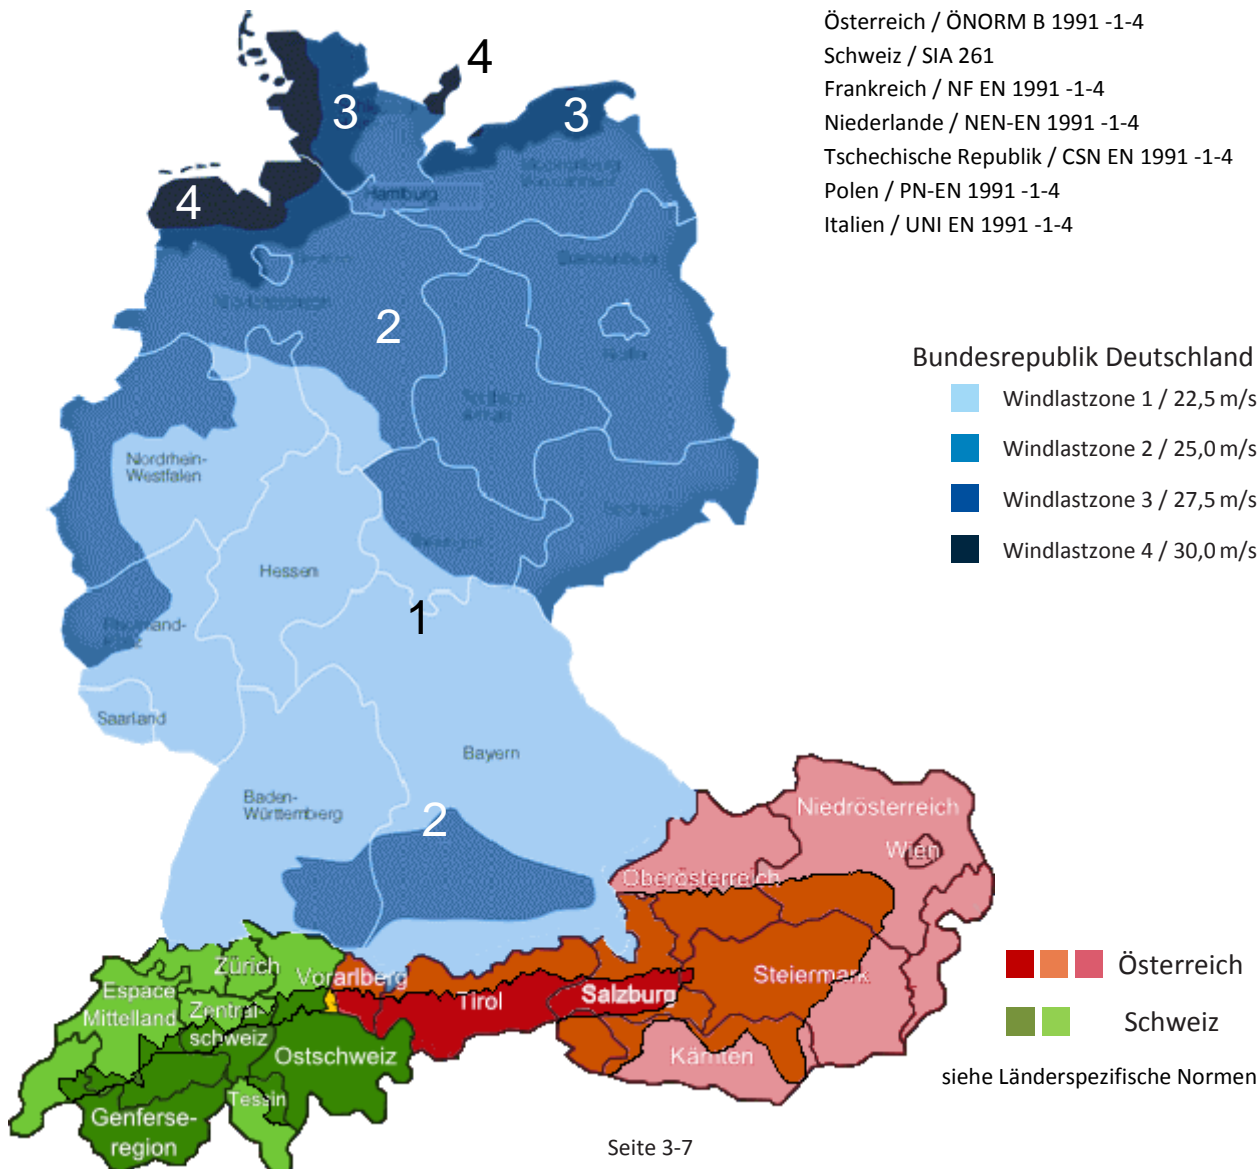 Österreich / ÖNORM B 1991 -1-4
Schweiz / SIA 261
Frankreich / NF EN 1991 -1-4
Niederlande / NEN-EN 1991 -1-4
Tschechische Republik / CSN EN 1991 -1-4
Polen / PN-EN 1991 -1-4
Italien / UNI EN 1991 -1-4
4
3
3
4
Hamburg
2
Bundesrepublik Deutschland
Windlastzone 1 / 22,5 m/s
Windlastzone 2 / 25,0 m/s
Windlastzone 3 / 27,5 m/s
Windlastzone 4 / 30,0 m/s
Nordrhein-
Westfalen
Hessen
1
Saarland
Bayern
Baden-
Württemberg
2
Niedrösterreich
Wien
Oberösterreich
Zürich
Vorarlberg
Espace
Mittelland
Zentral-
schweiz
Tirol
Salzburg
Steiermark
Ostschweiz
Kärnten
Tessin
Genferse-
region
Österreich
Schweiz
siehe Länderspezifische Normen
Seite 3-7